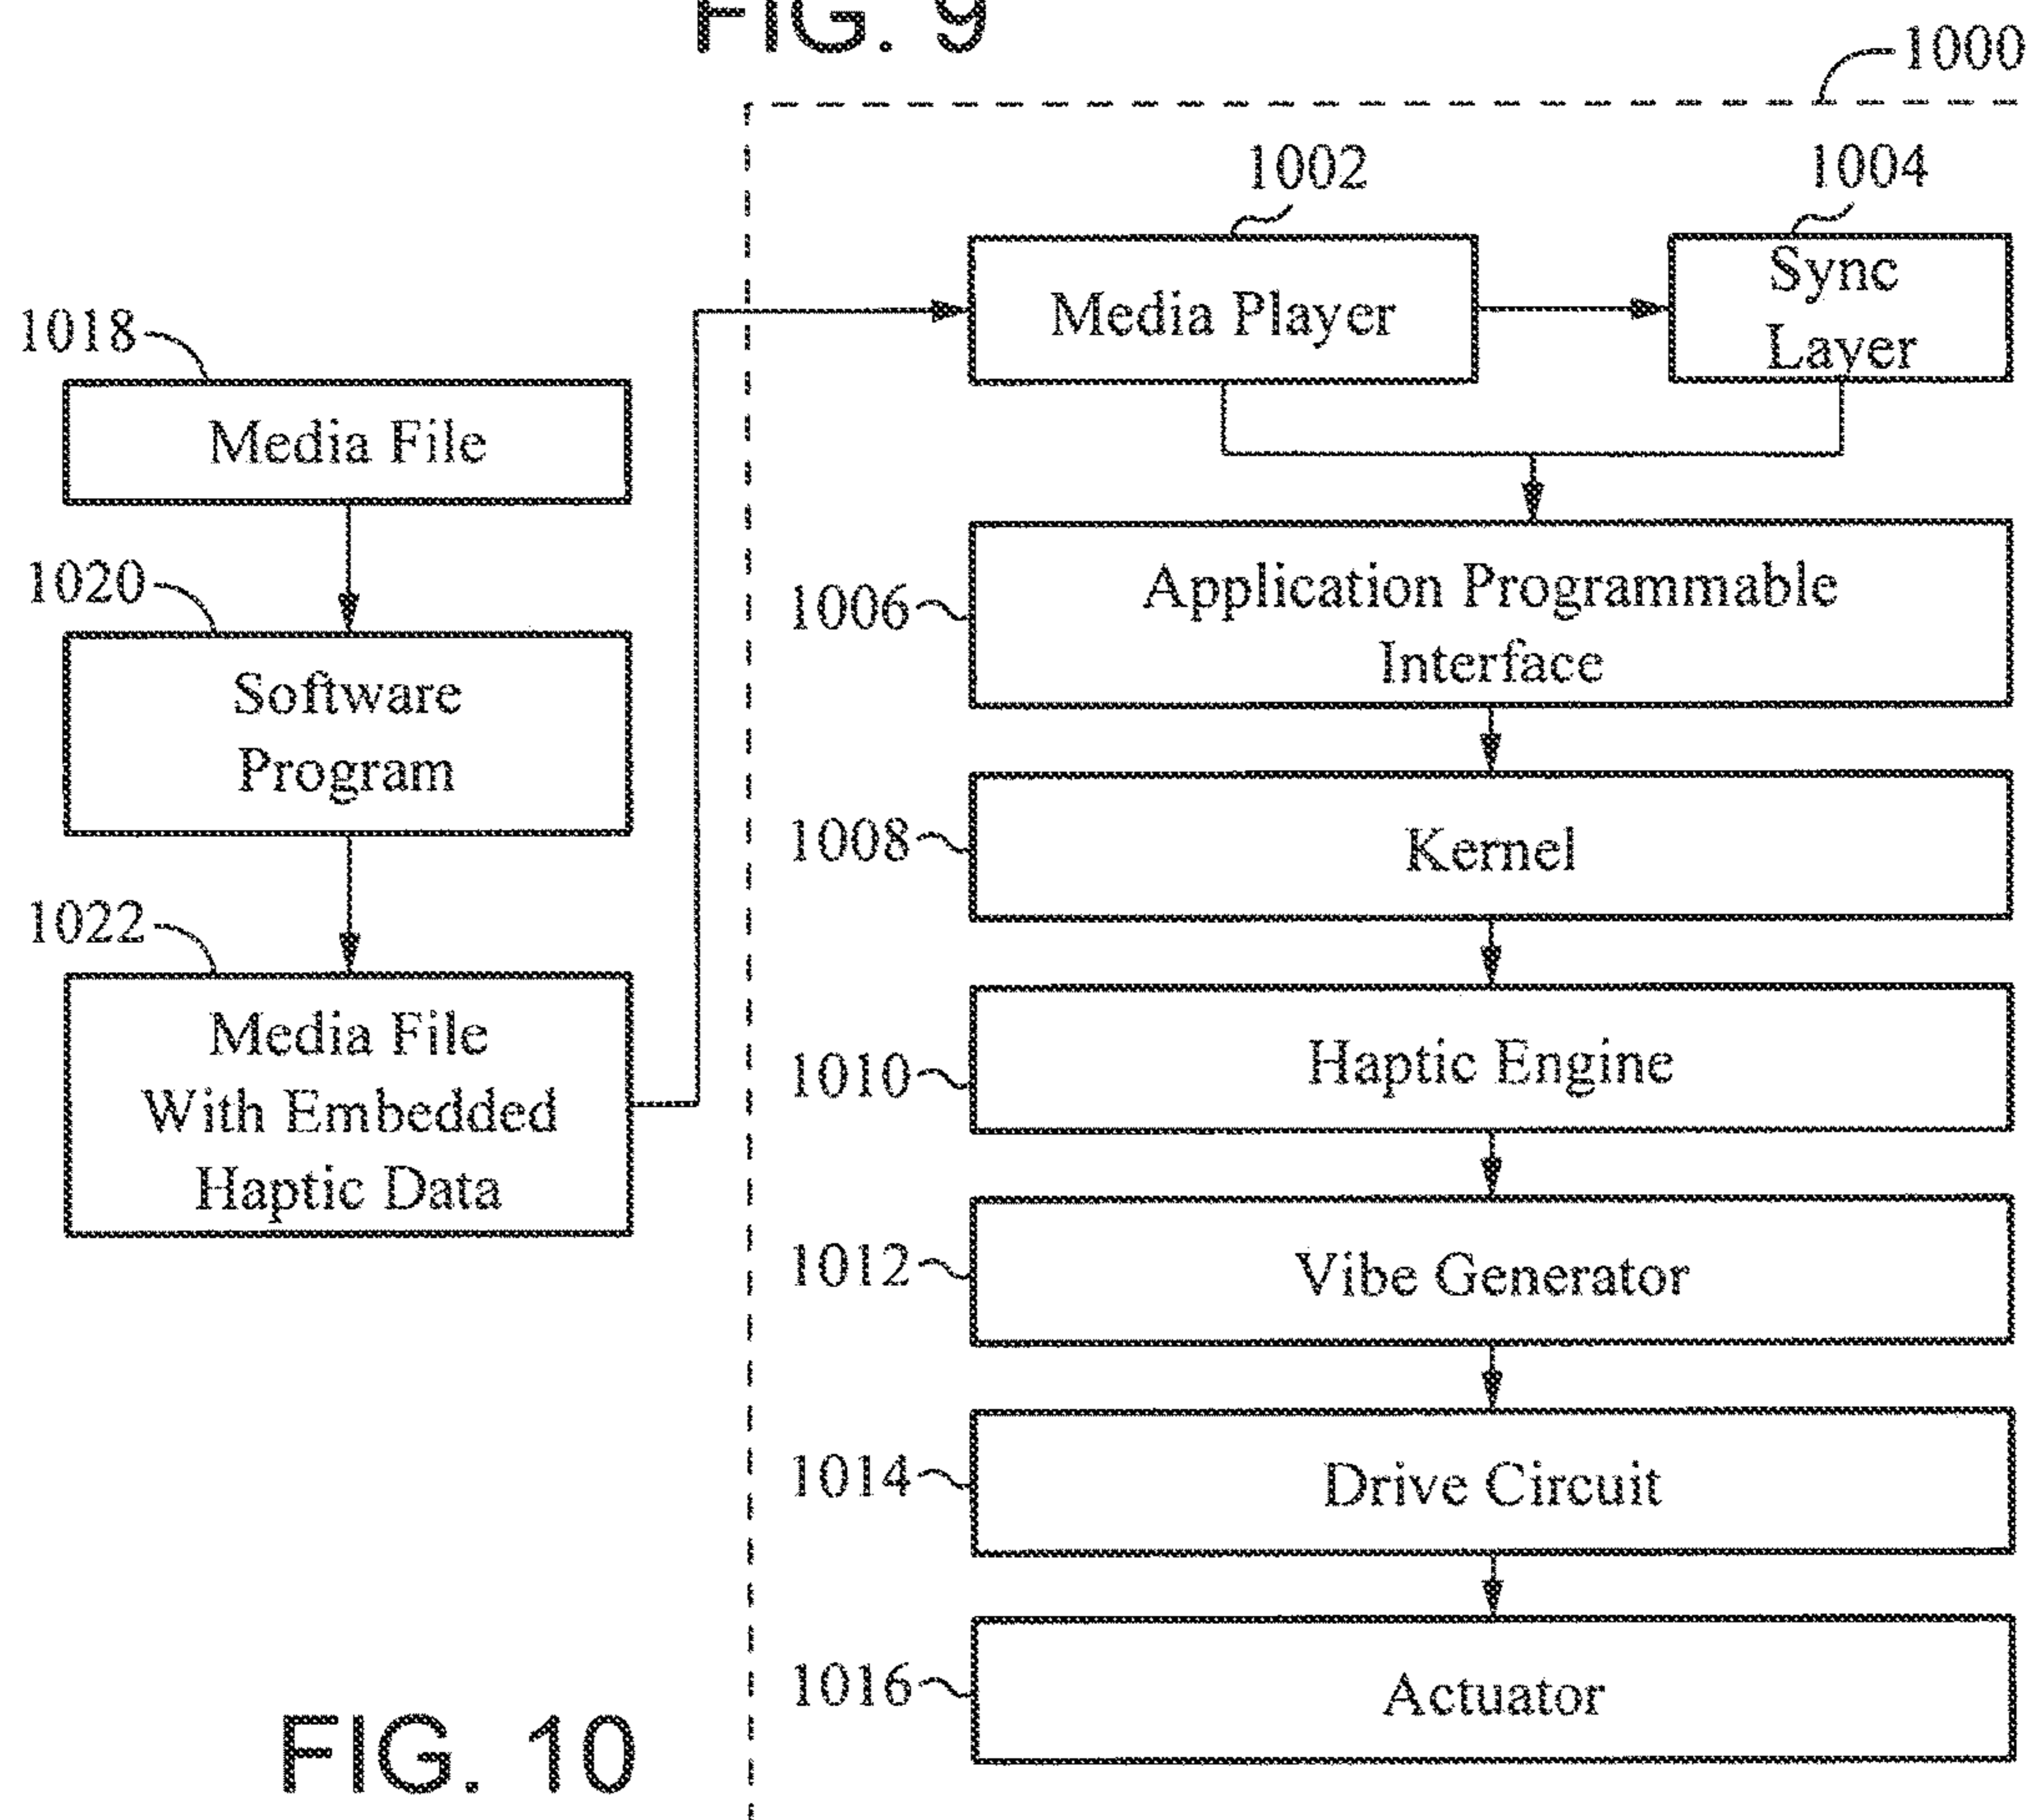 FIG. 9
1000
1002
1004
Media Player
Sync
Layer
1018
Media File
1020
Software
Program
1022
Media File
With Embedded
Haptic Data
1006
Application Programmable
Interface
1008
Kernel
1010
Haptic Engine
1012
Vibe Generator
1014
Drive Circuit
1016
Actuator
FIG. 10